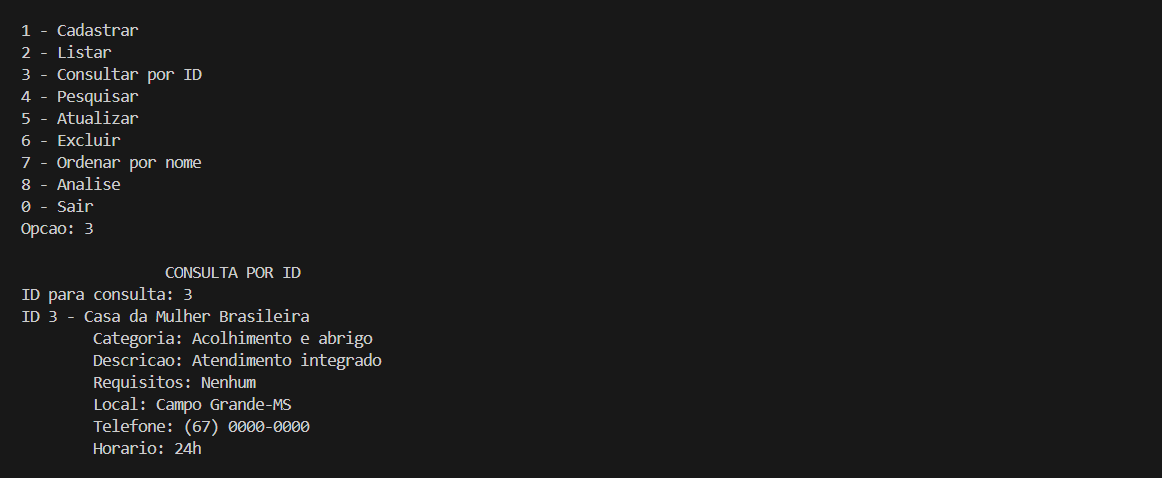 1 - Cadastrar
2 - Listar
3 - Consultar por ID
4 - Pesquisar
5 - Atualizar
6 - Excluir
7 - Ordenar por nome
8 - Analise
0 - Sair
Opcao: 3
CONSULTA POR ID
ID para consulta: 3
ID 3 - Casa da Mulher Brasileira
Categoria: Acolhimento e abrigo
Descricao: Atendimento integrado
Requisitos: Nenhum
Local: Campo Grande-MS
Telefone: (67) 0000-0000
Horario: 24h